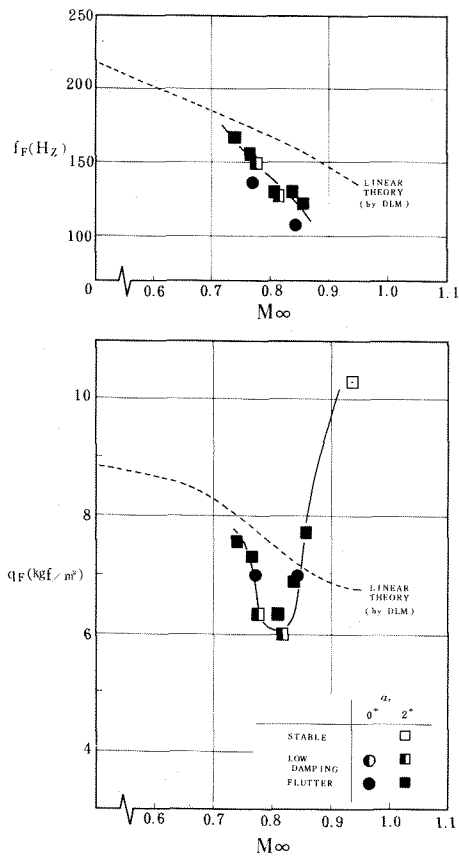 250
200
f_F(Hz)
150
LINEAR
THEORY
(by DLM)
100
0 0.6 0.7 0.8 0.9 1.0 1.1
M∞
10
8
q_F(kgf/m²)
LINEAR
THEORY
(by DLM)
6
0° 2°
STABLE
LOW
DAMPING
4
FLUTTER
0.6 0.7 0.8 0.9 1.0 1.1
M∞